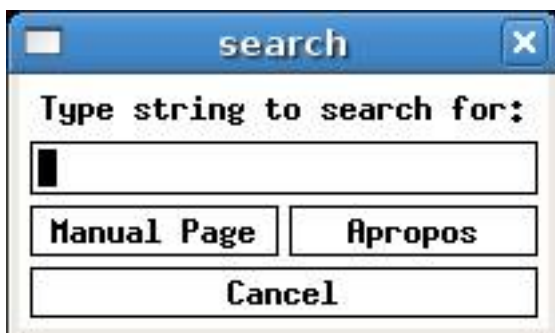 search
Type string to search for:
Manual Page Apropos
Cancel